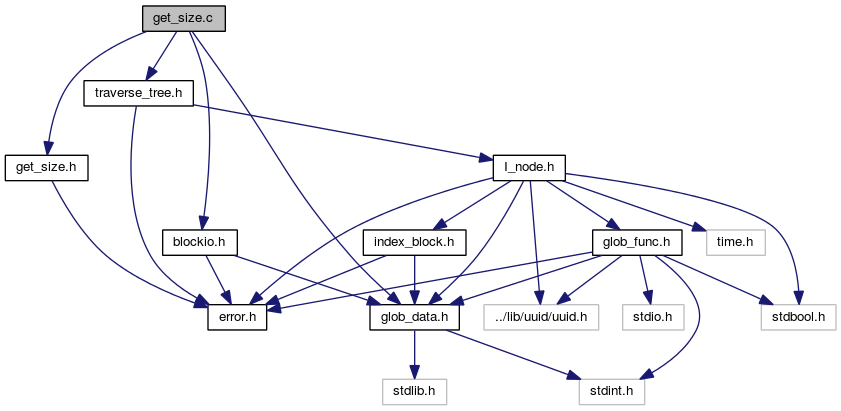 get_size.c
traverse_tree.h
get_size.h
I_node.h
blockio.h
index_block.h
glob_func.h
time.h
error.h
glob_data.h
../lib/uuid/uuid.h
stdio.h
stdbool.h
stdlib.h
stdint.h